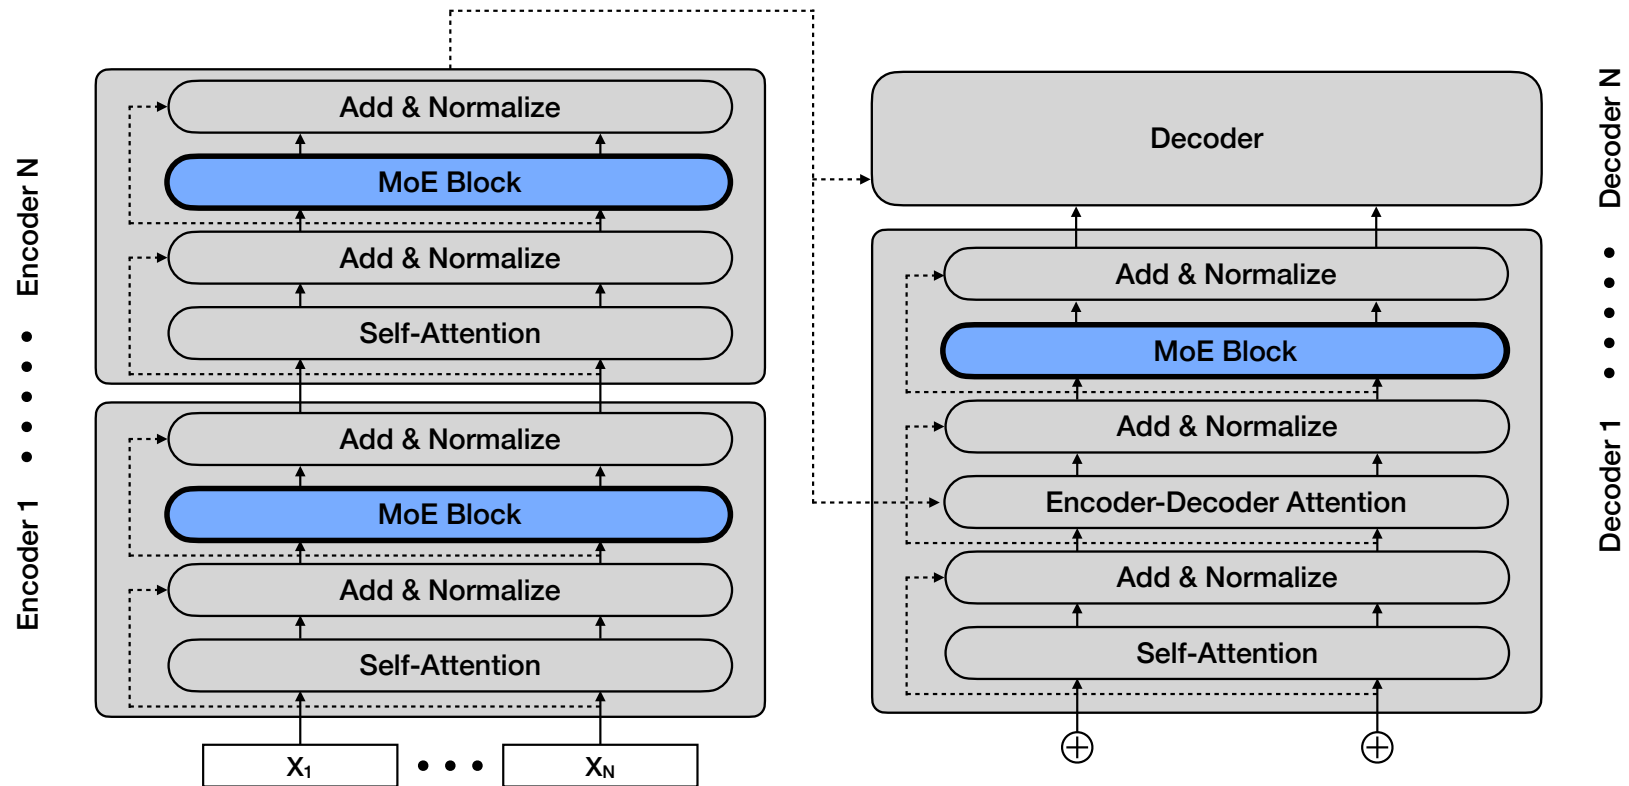 Encoder N
Encoder 1
Add & Normalize
MoE Block
Add & Normalize
Self-Attention
Add & Normalize
MoE Block
Add & Normalize
Self-Attention
X₁
X_N
Decoder
Add & Normalize
MoE Block
Add & Normalize
Encoder-Decoder Attention
Add & Normalize
Self-Attention
Decoder N
Decoder 1